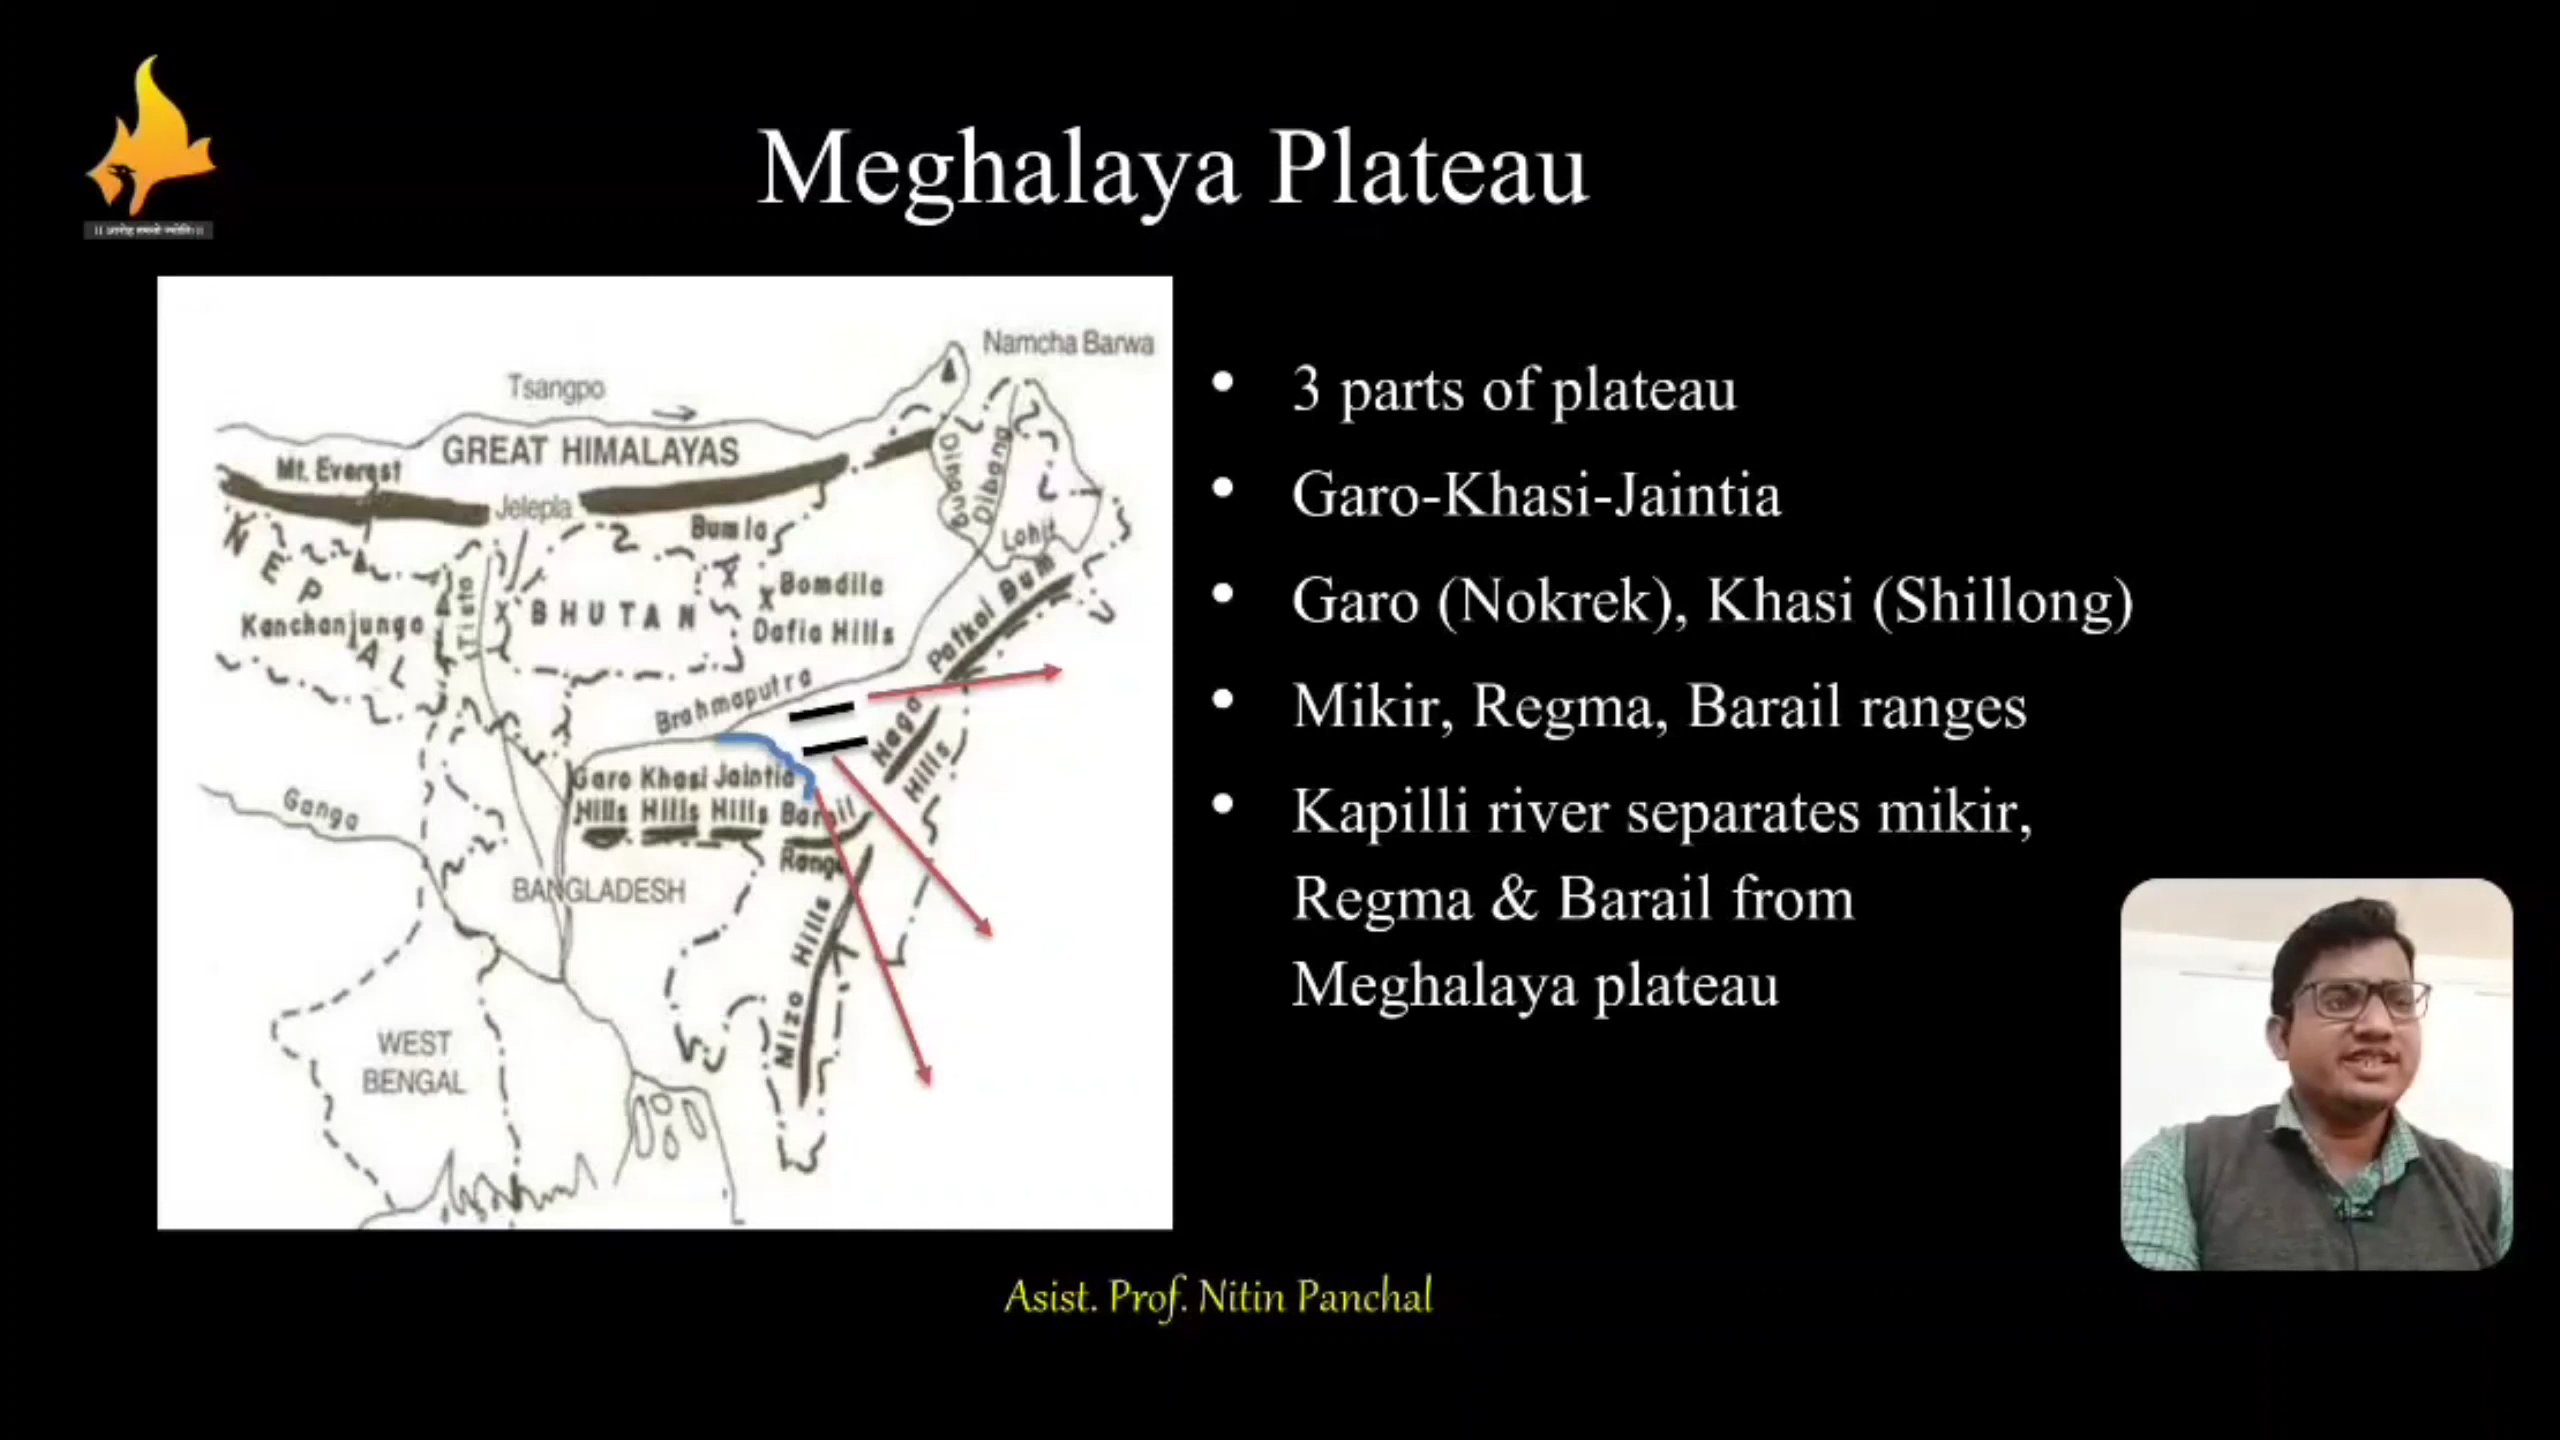 Meghalaya Plateau
Namcha Barwa
Tsangpo
GREAT HIMALAYAS
Mt. Everest
Jelepla
Bumla
Dibang
Lohit
NEPAL
Tista
BHUTAN
Bomdila
Kanchanjunga
Dafla Hills
Patkai Bum
Brahmaputra
Naga Hills
Garo Khasi Jaintia
Hills Hills Hills Barail
Range
Ganga
BANGLADESH
Mizo Hills
WEST
BENGAL
• 3 parts of plateau
• Garo-Khasi-Jaintia
• Garo (Nokrek), Khasi (Shillong)
• Mikir, Regma, Barail ranges
• Kapilli river separates mikir,
Regma & Barail from
Meghalaya plateau
Asist. Prof. Nitin Panchal